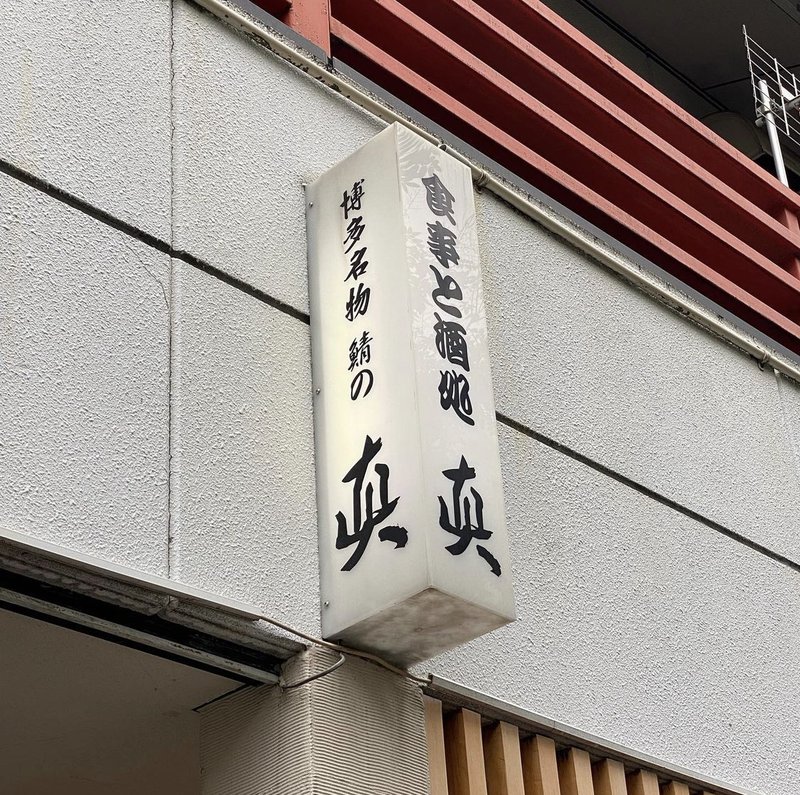 博多名物 鯖の 真
食事と酒処 真